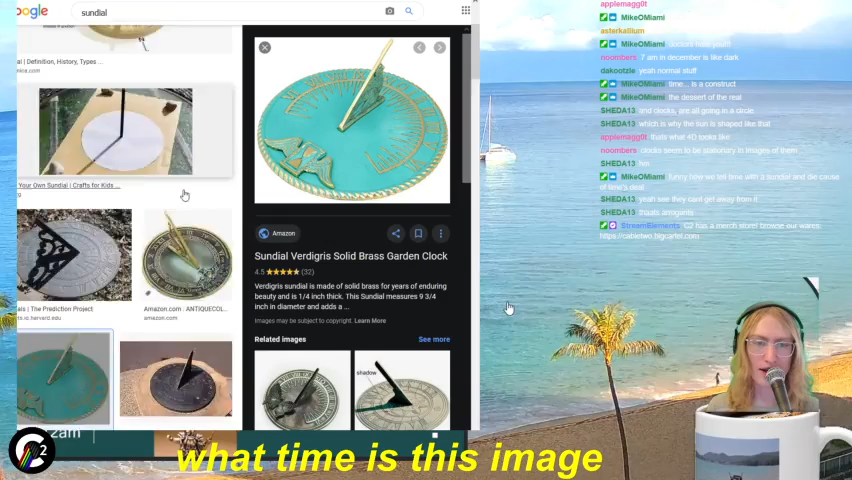 ogle
sundial
al | Definition, History, Types ...
Your Own Sundial | Crafts for Kids ...
ials | The Prediction Project
Amazon.com : ANTIQUECOL...
amazon.com
Amazon
Sundial Verdigris Solid Brass Garden Clock
4.5 ★★★★★ (32)
Verdigris sundial is made of solid brass for years of enduring
beauty and is 1/4 inch thick. This Sundial measures 9 3/4
inch in diameter and adds a ...
Images may be subject to copyright. Learn More
Related images
See more
shadow
applemagg0t
MikeOMiami
asterkallium
MikeOMiami doctors hate you!!!
noombers 7 am in december is like dark
dakootzie yeah normal stuff
MikeOMiami time... is a construct
MikeOMiami the dessert of the real
SHEDA13 and clocks, are all going in a circle
SHEDA13 which is why the sun is shaped like that
applemagg0t thats what 4D looks like
noombers clocks seem to be stationary in images of them
SHEDA13 hm
MikeOMiami funny how we tell time with a sundial and die cause
of time's deal
SHEDA13 yeah see they cant get away from it
SHEDA13 thaats arrogants
StreamElements C2 has a merch store! browse our wares:
https://cabletwo.bigcartel.com
zam
what time is this image